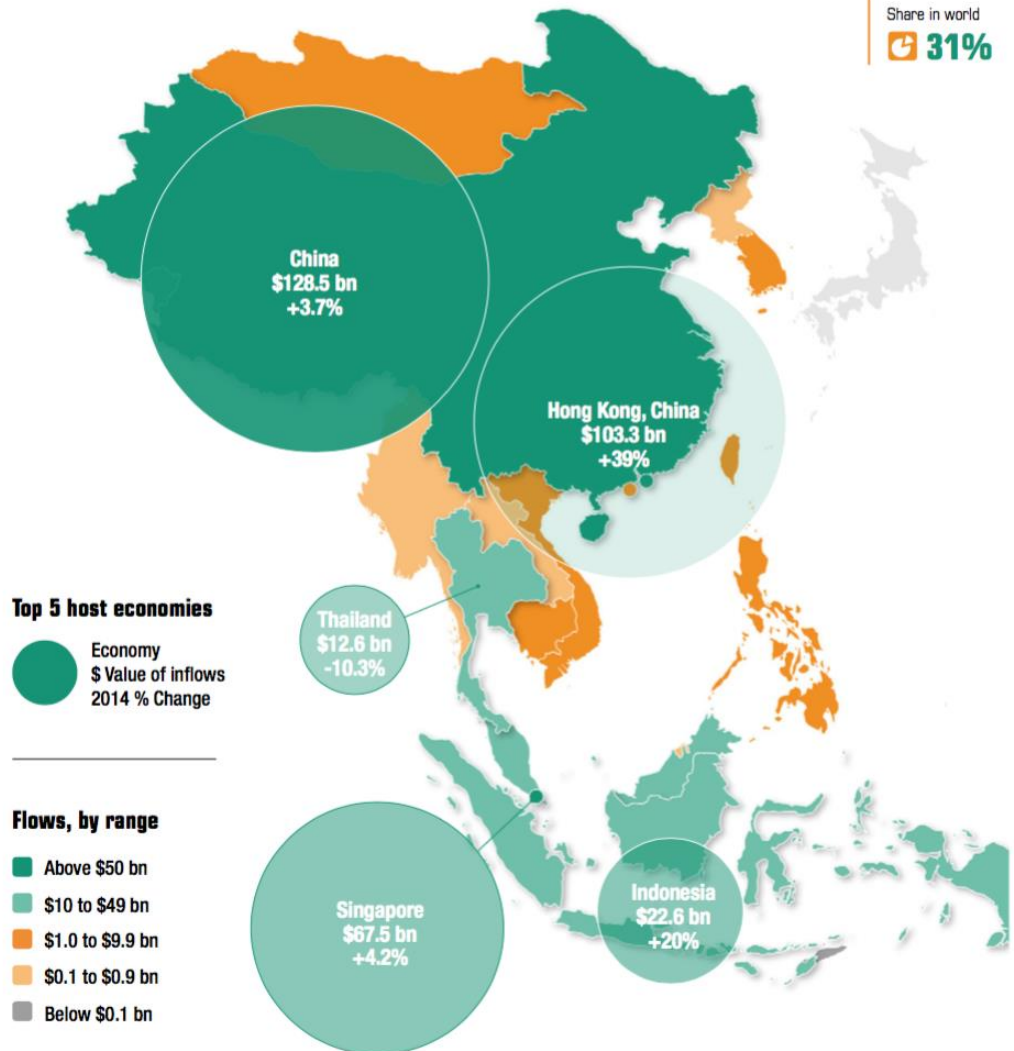 Share in world
31%
China
$128.5 bn
+3.7%
Hong Kong, China
$103.3 bn
+39%
Thailand
$12.6 bn
-10.3%
Top 5 host economies
Economy
$ Value of inflows
2014 % Change
Flows, by range
Above $50 bn
$10 to $49 bn
$1.0 to $9.9 bn
$0.1 to $0.9 bn
Below $0.1 bn
Singapore
$67.5 bn
+4.2%
Indonesia
$22.6 bn
+20%